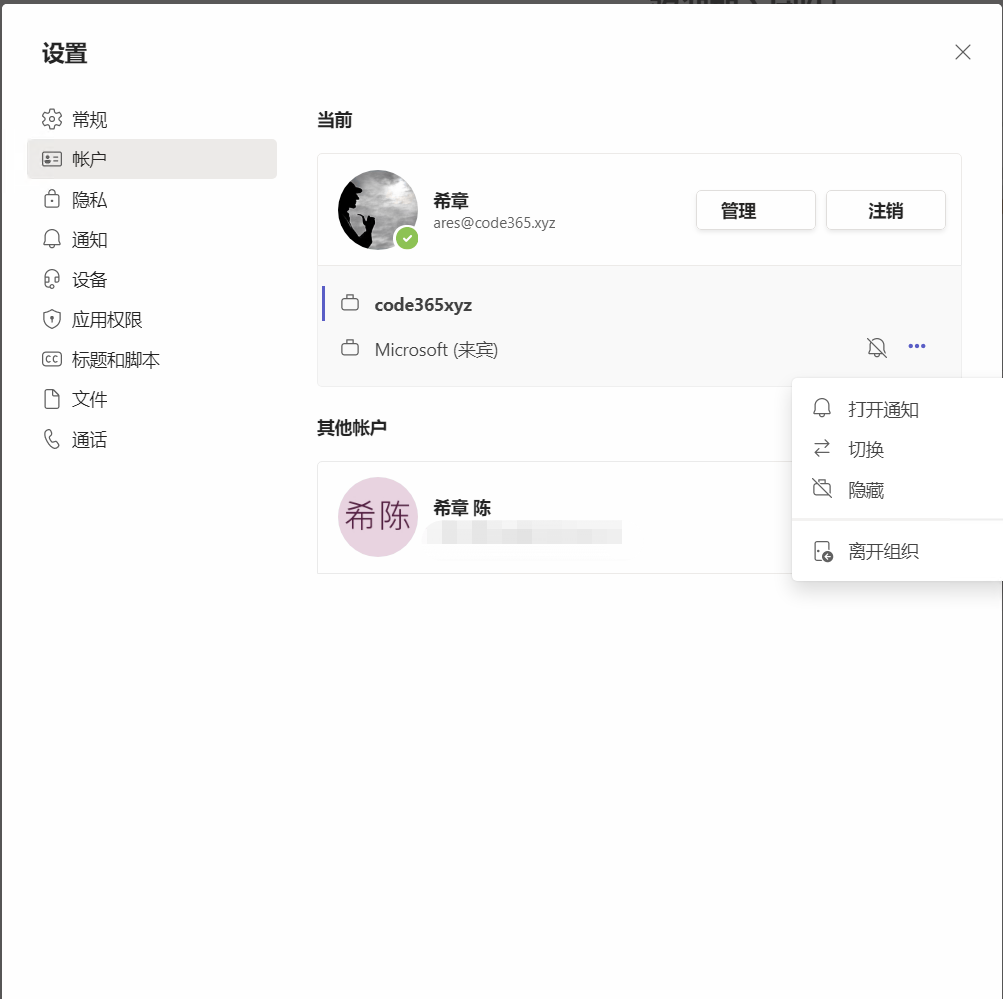 设置
常规
帐户
隐私
通知
设备
应用权限
CC 标题和脚本
文件
通话
当前
希章
ares@code365.xyz
管理
注销
code365xyz
Microsoft (来宾)
其他帐户
希陈
希章 陈
打开通知
切换
隐藏
离开组织